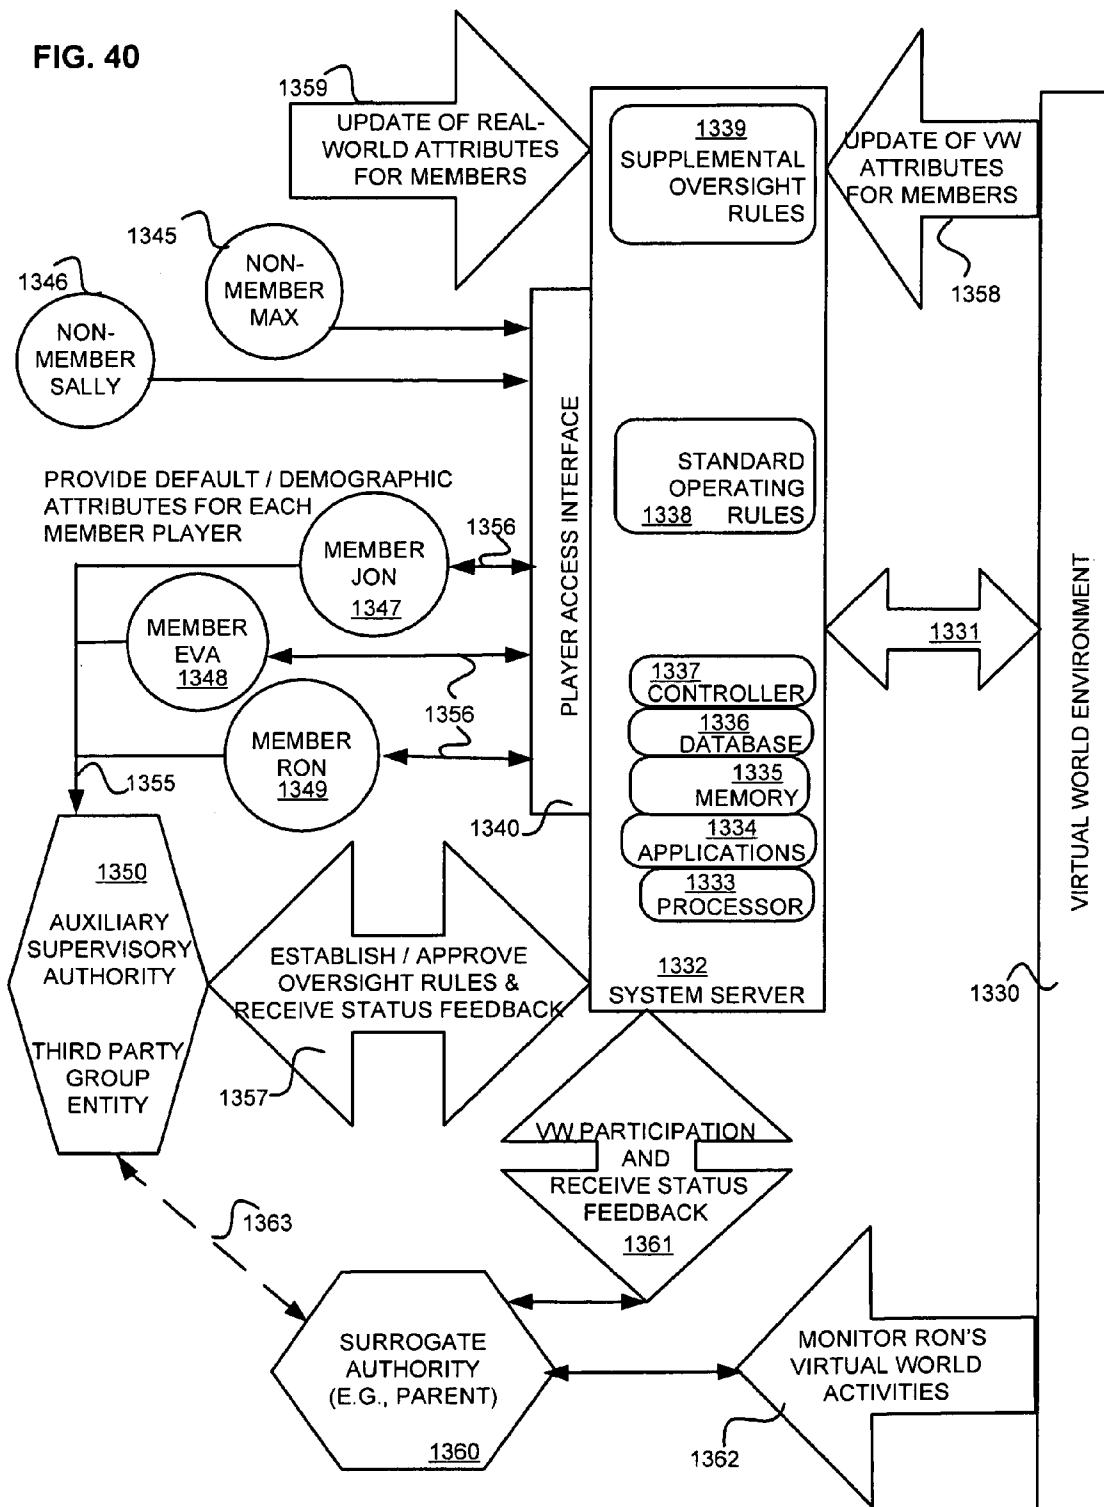 FIG. 40
1359
UPDATE OF REAL-
WORLD ATTRIBUTES
FOR MEMBERS
1339
SUPPLEMENTAL
OVERSIGHT
RULES
UPDATE OF VW
ATTRIBUTES
FOR MEMBERS
1358
1345
NON-
MEMBER
MAX
1346
NON-
MEMBER
SALLY
PLAYER ACCESS INTERFACE
STANDARD
OPERATING
1338 RULES
PROVIDE DEFAULT / DEMOGRAPHIC
ATTRIBUTES FOR EACH
MEMBER PLAYER
MEMBER
JON
1347
1356
MEMBER
EVA
1348
1356
MEMBER
RON
1349
1355
1331
VIRTUAL WORLD ENVIRONMENT
1337
CONTROLLER
1336
DATABASE
1335
MEMORY
1334
APPLICATIONS
1333
PROCESSOR
1340
1332
SYSTEM SERVER
1330
1350
AUXILIARY
SUPERVISORY
AUTHORITY
THIRD PARTY
GROUP
ENTITY
ESTABLISH / APPROVE
OVERSIGHT RULES &
RECEIVE STATUS FEEDBACK
1357
VW PARTICIPATION
AND
RECEIVE STATUS
FEEDBACK
1361
1363
SURROGATE
AUTHORITY
(E.G., PARENT)
1360
MONITOR RON'S
VIRTUAL WORLD
ACTIVITIES
1362